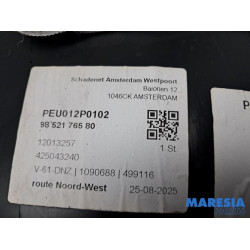 Schadenet Amsterdam Westpoort
Barollen 12
1046CK AMSTERDAM
PEU012P0102
98 521 765 80
12013257
1 St.
425043240
V-61-DNZ | 1090688 | 499116
route Noord-West
25-08-2025
P
MARESIA